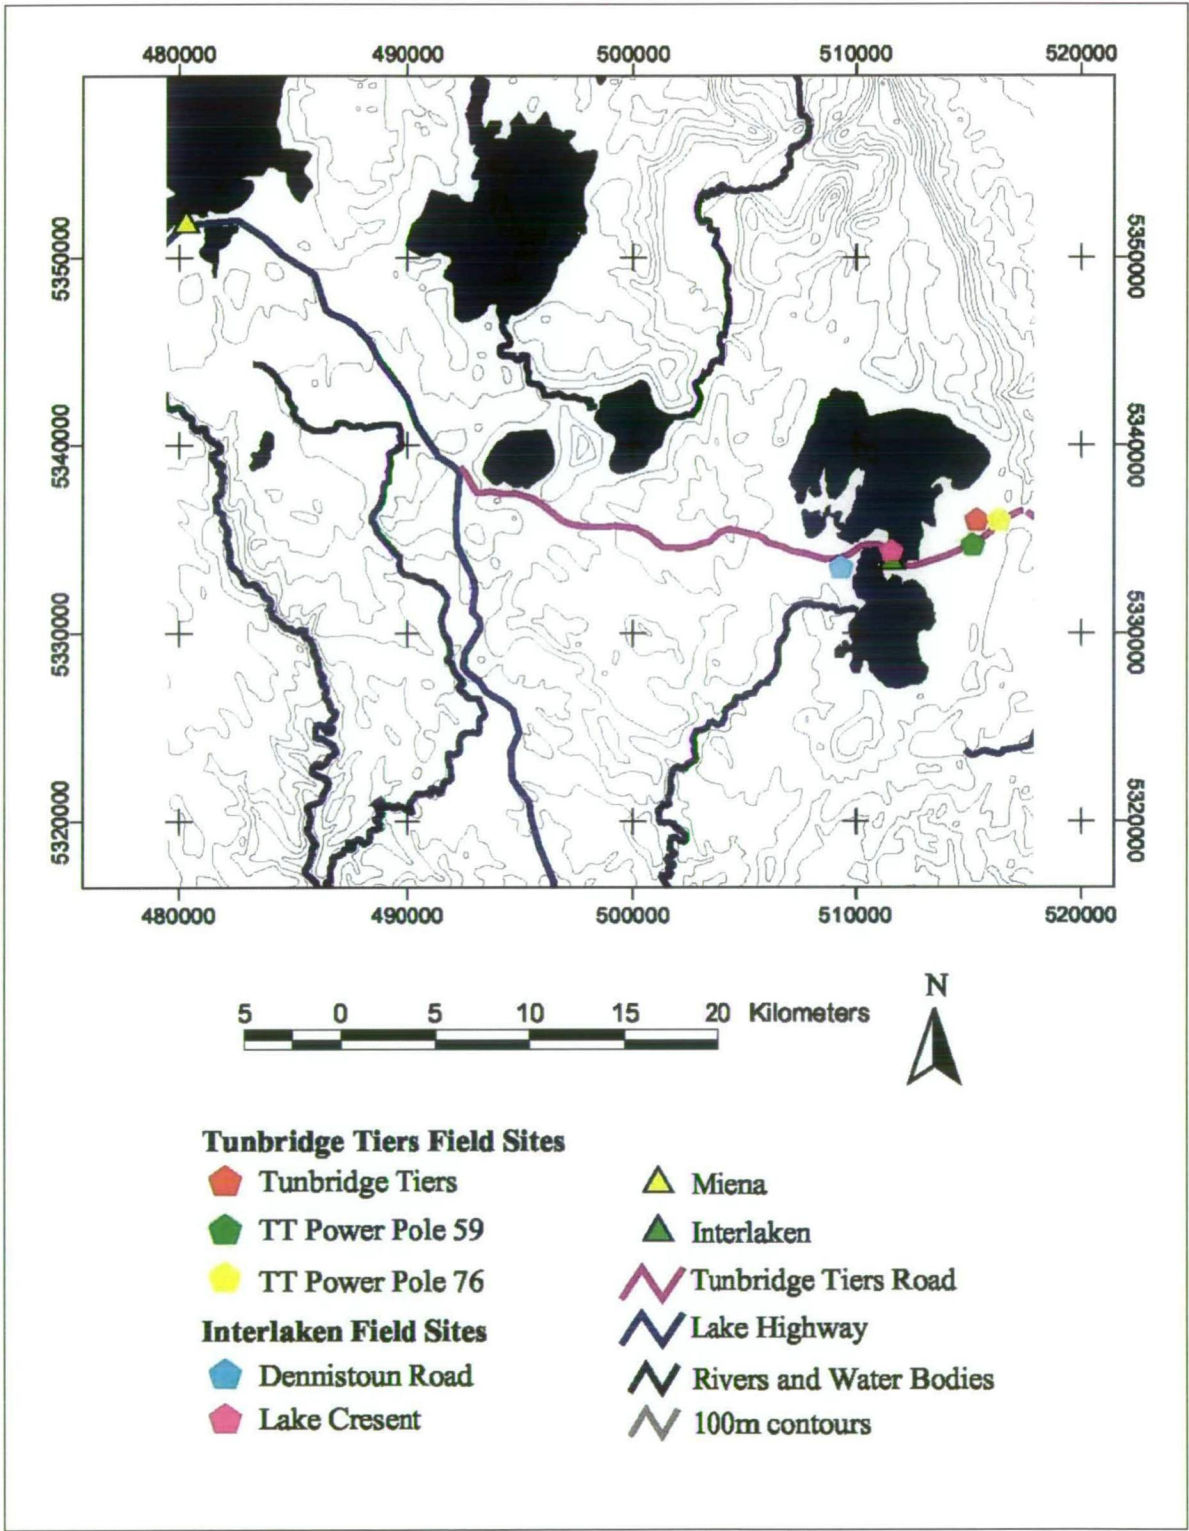 480000 490000 500000 510000 520000
5350000 5350000
5340000 5340000
5330000 5330000
5320000 5320000
480000 490000 500000 510000 520000
N
5 0 5 10 15 20 Kilometers
Tunbridge Tiers Field Sites
Tunbridge Tiers
TT Power Pole 59
TT Power Pole 76
Interlaken Field Sites
Dennistoun Road
Lake Cresent
Miena
Interlaken
Tunbridge Tiers Road
Lake Highway
Rivers and Water Bodies
100m contours